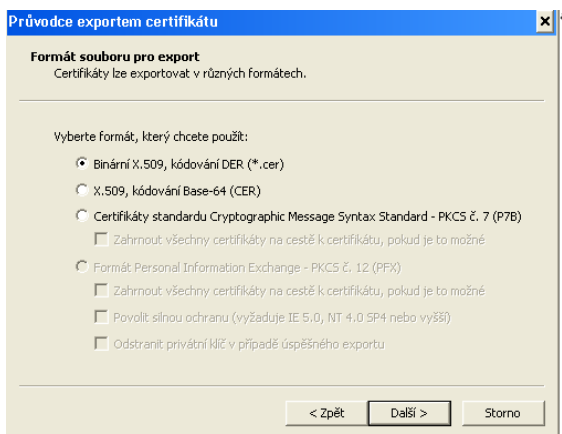 Průvodce exportem certifikátu
Formát souboru pro export
Certifikáty lze exportovat v různých formátech.
Vyberte formát, který chcete použít:
Binární X.509, kódování DER (*.cer)
X.509, kódování Base-64 (CER)
Certifikáty standardu Cryptographic Message Syntax Standard - PKCS č. 7 (P7B)
Zahrnout všechny certifikáty na cestě k certifikátu, pokud je to možné
Formát Personal Information Exchange - PKCS č. 12 (PFX)
Zahrnout všechny certifikáty na cestě k certifikátu, pokud je to možné
Povolit silnou ochranu (vyžaduje IE 5.0, NT 4.0 SP4 nebo vyšší)
Odstranit privátní klíč v případě úspěšného exportu
< Zpět Další > Storno